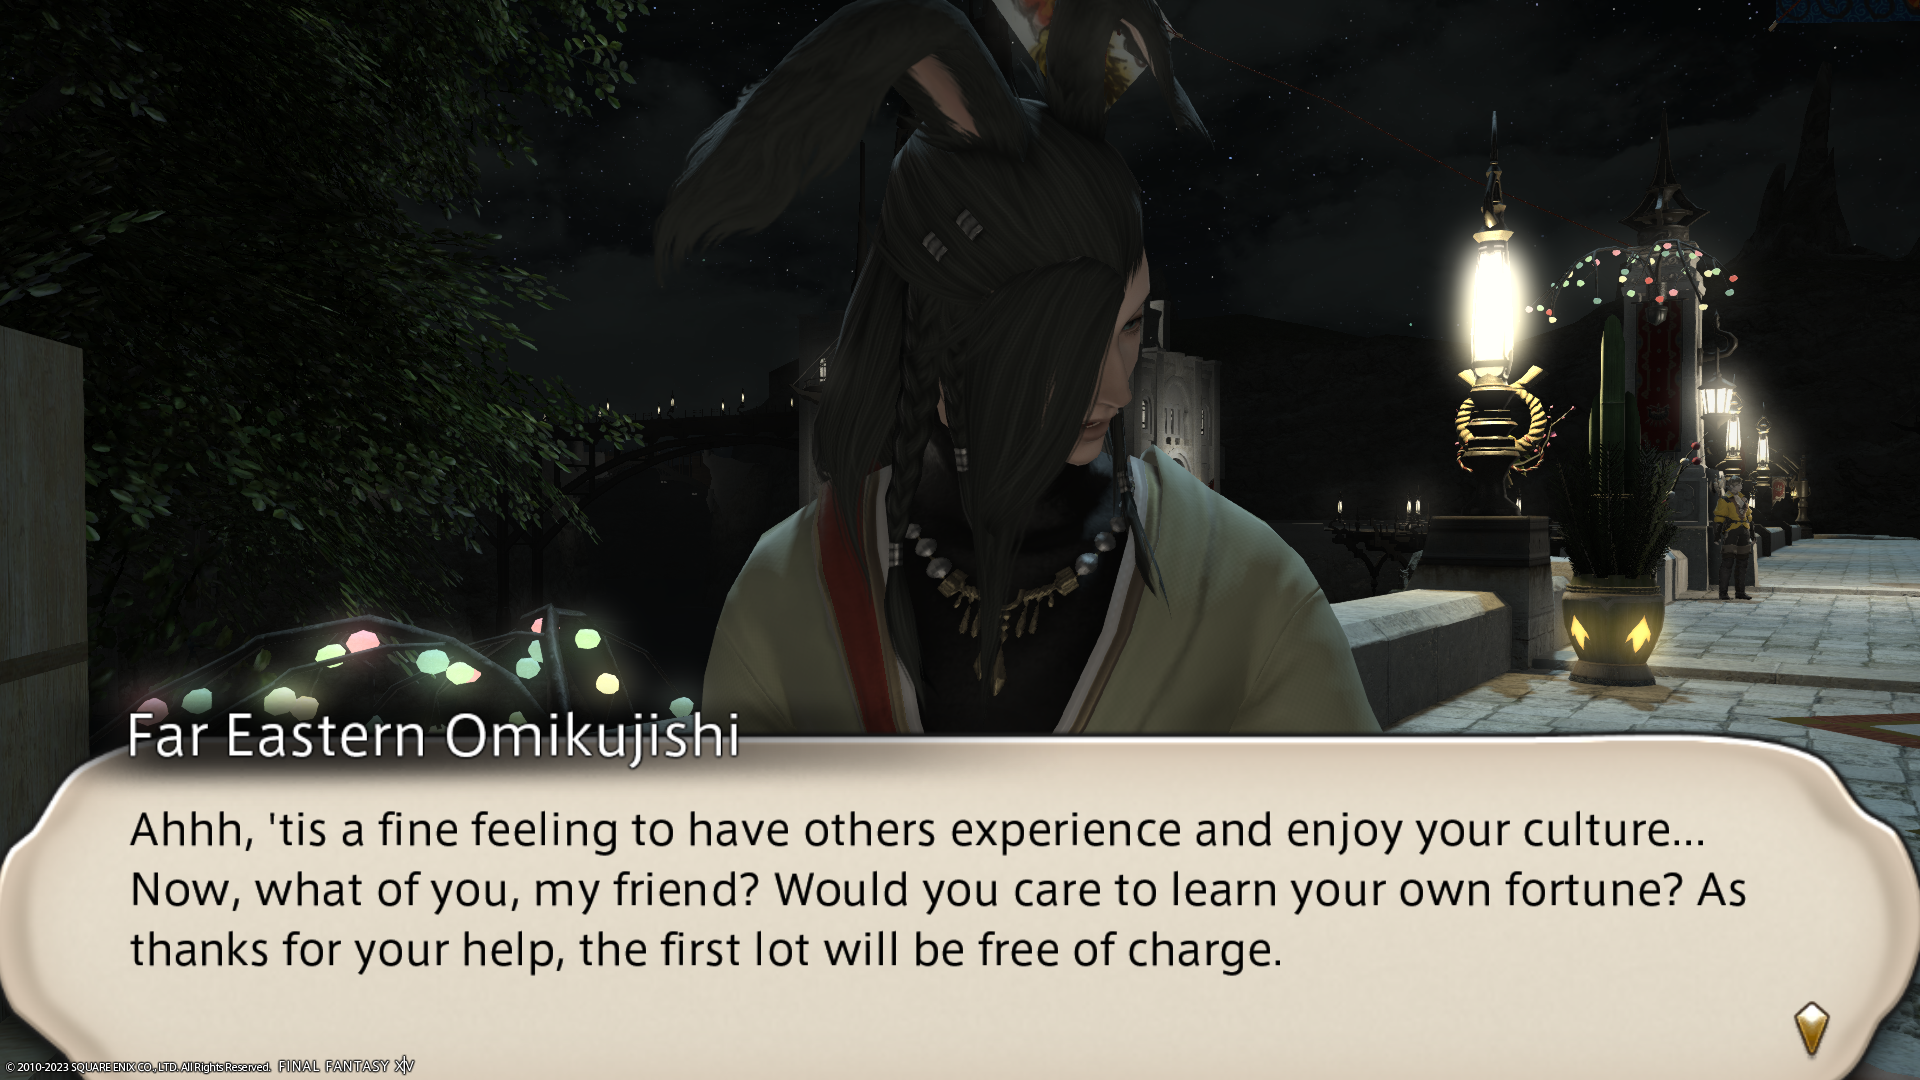 Far Eastern Omikujishi
Ahhh, 'tis a fine feeling to have others experience and enjoy your culture...
Now, what of you, my friend? Would you care to learn your own fortune? As
thanks for your help, the first lot will be free of charge.
© 2010-2023 SQUARE ENIX CO., LTD. All Rights Reserved. FINAL FANTASY XIV